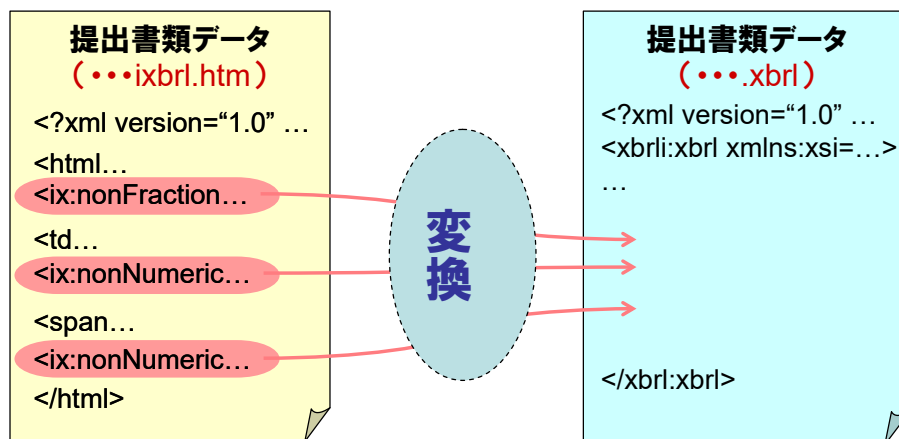 提出書類データ
（･･･ixbrl.htm）
<?xml version=“1.0” …
<html…
<ix:nonFraction…
<td…
<ix:nonNumeric…
<span…
<ix:nonNumeric…
</html>
変換
提出書類データ
（･･･.xbrl）
<?xml version=“1.0” …
<xbrli:xbrl xmlns:xsi=…>
…
</xbrl:xbrl>